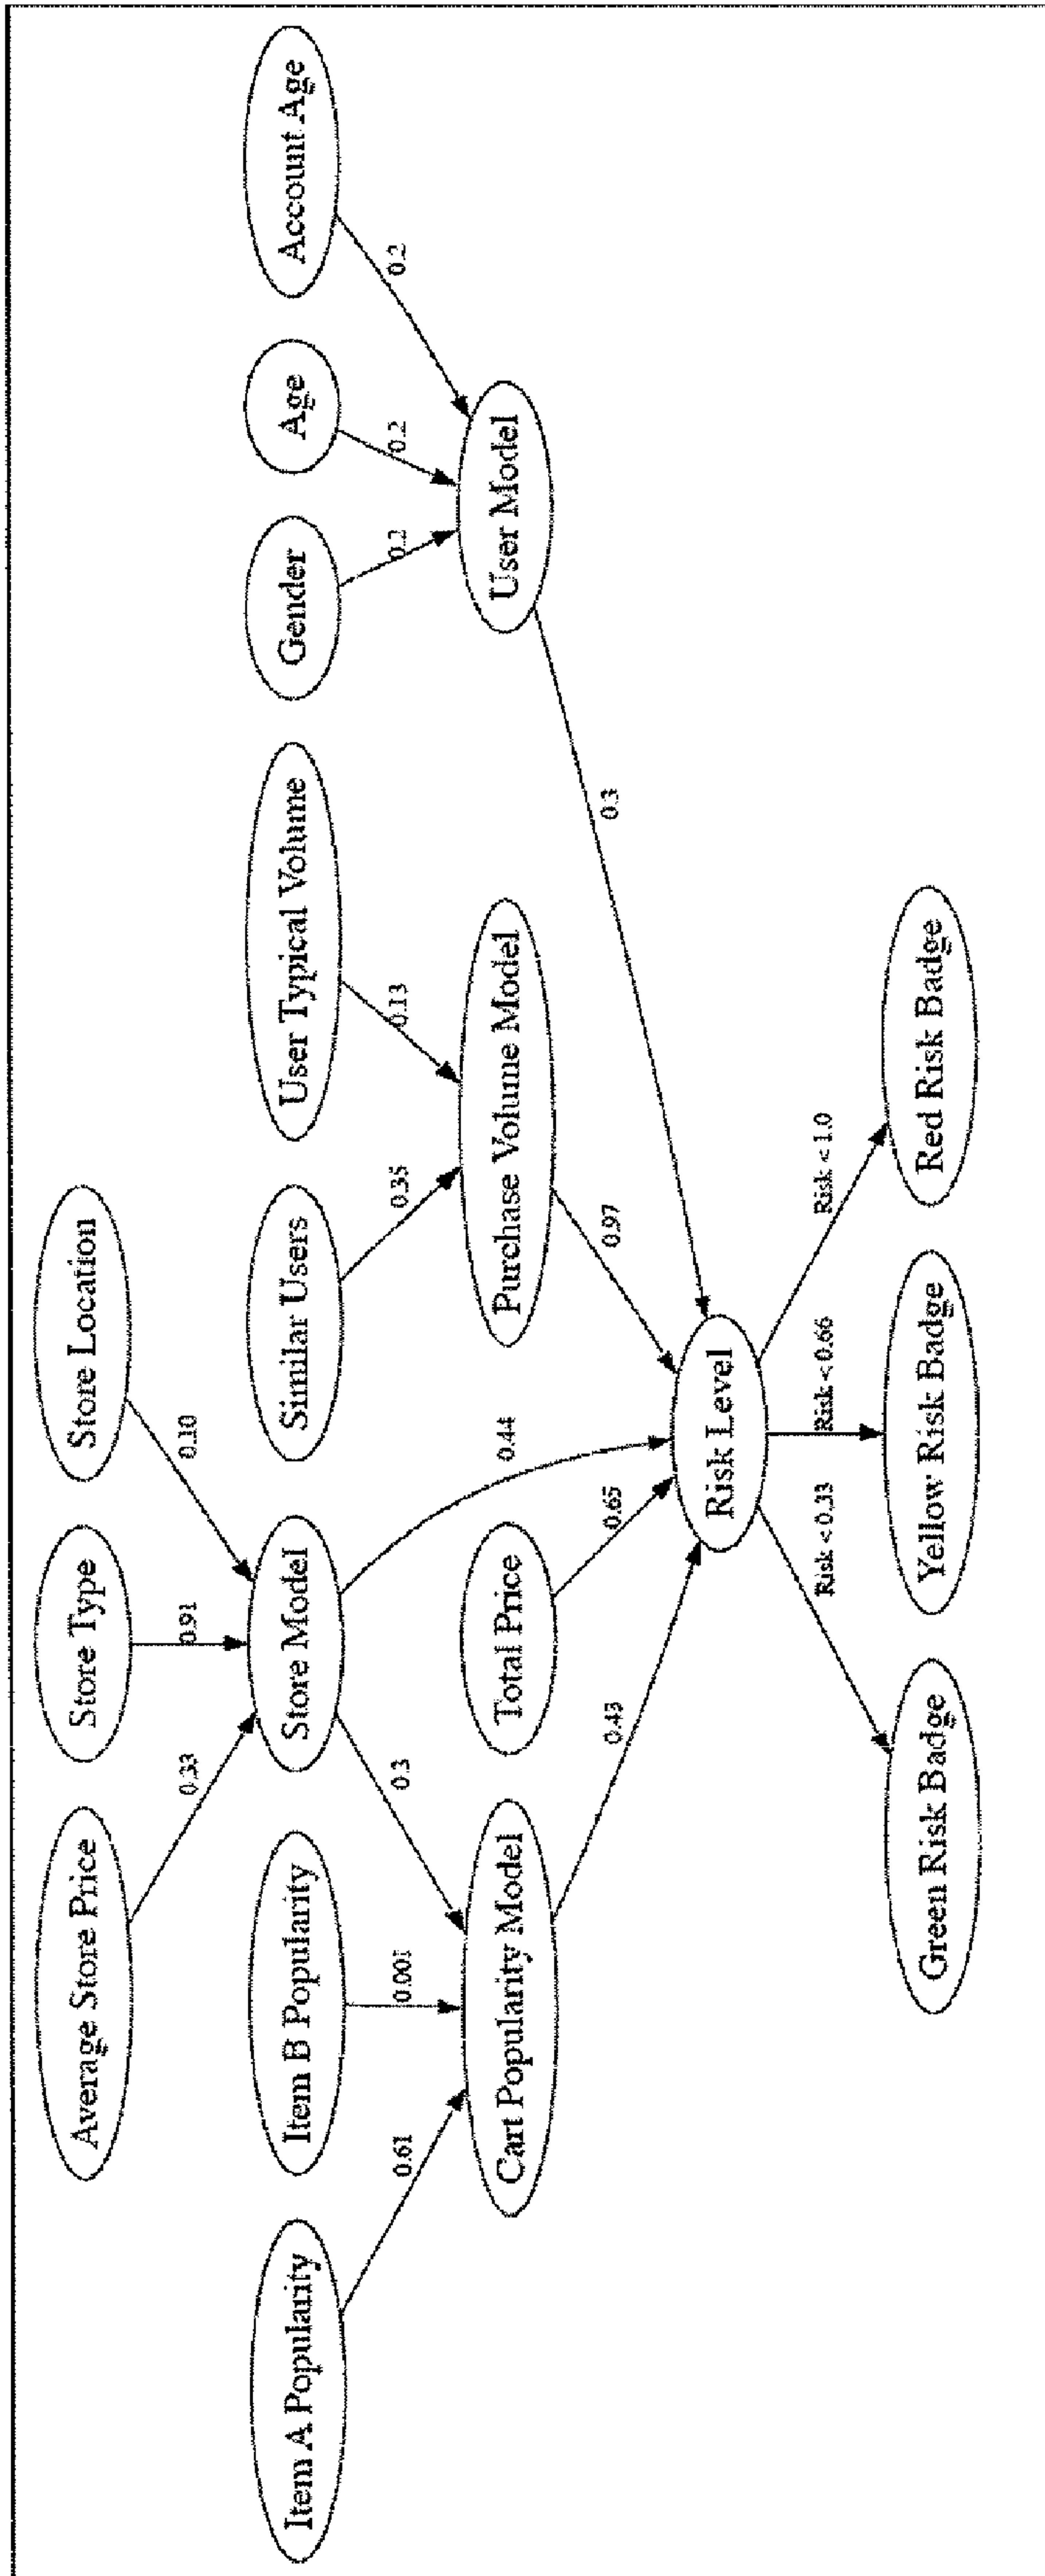 Average Store Price
Store Type
Store Location
0.33
0.91
0.10
Item A Popularity
Item B Popularity
Store Model
Similar Users
User Typical Volume
Gender
Age
Account Age
0.61
0.001
0.3
0.44
0.35
0.13
0.2
0.2
0.2
Cart Popularity Model
Total Price
Purchase Volume Model
User Model
0.43
0.65
0.97
0.3
Risk Level
Risk < 0.33
Risk < 0.66
Risk < 1.0
Green Risk Badge
Yellow Risk Badge
Red Risk Badge